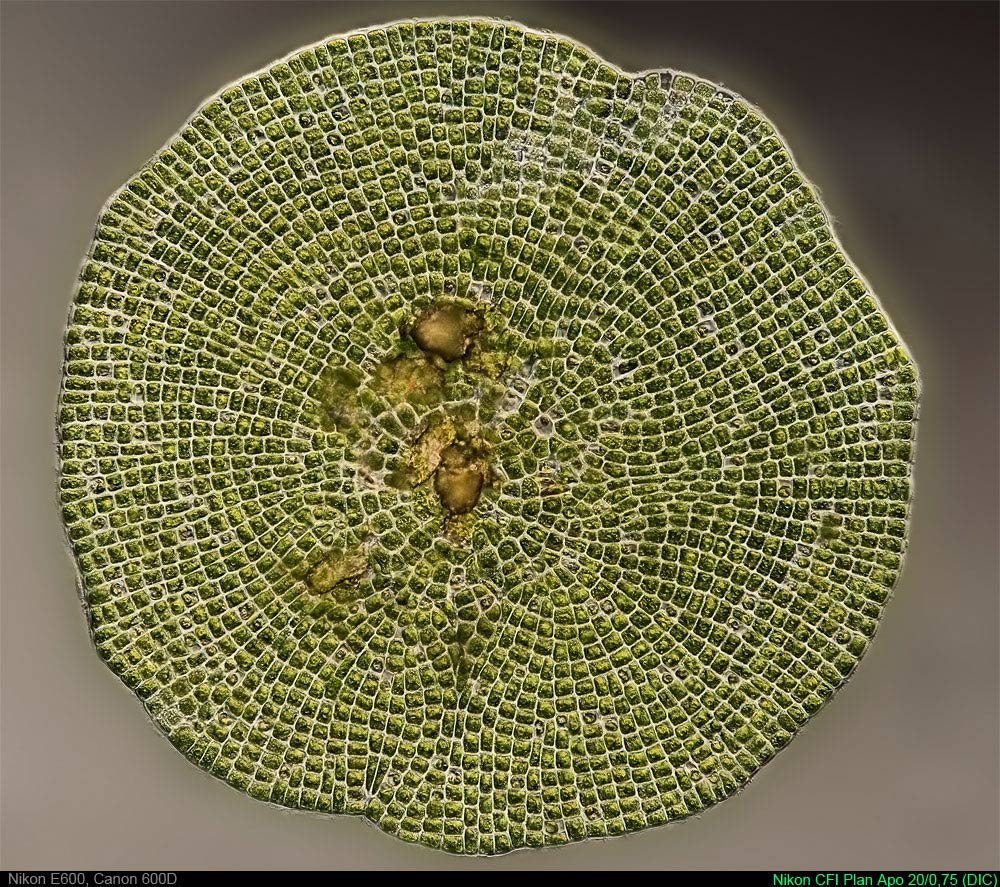 Nikon E600, Canon 600D
Nikon CFI Plan Apo 20/0,75 (DIC)